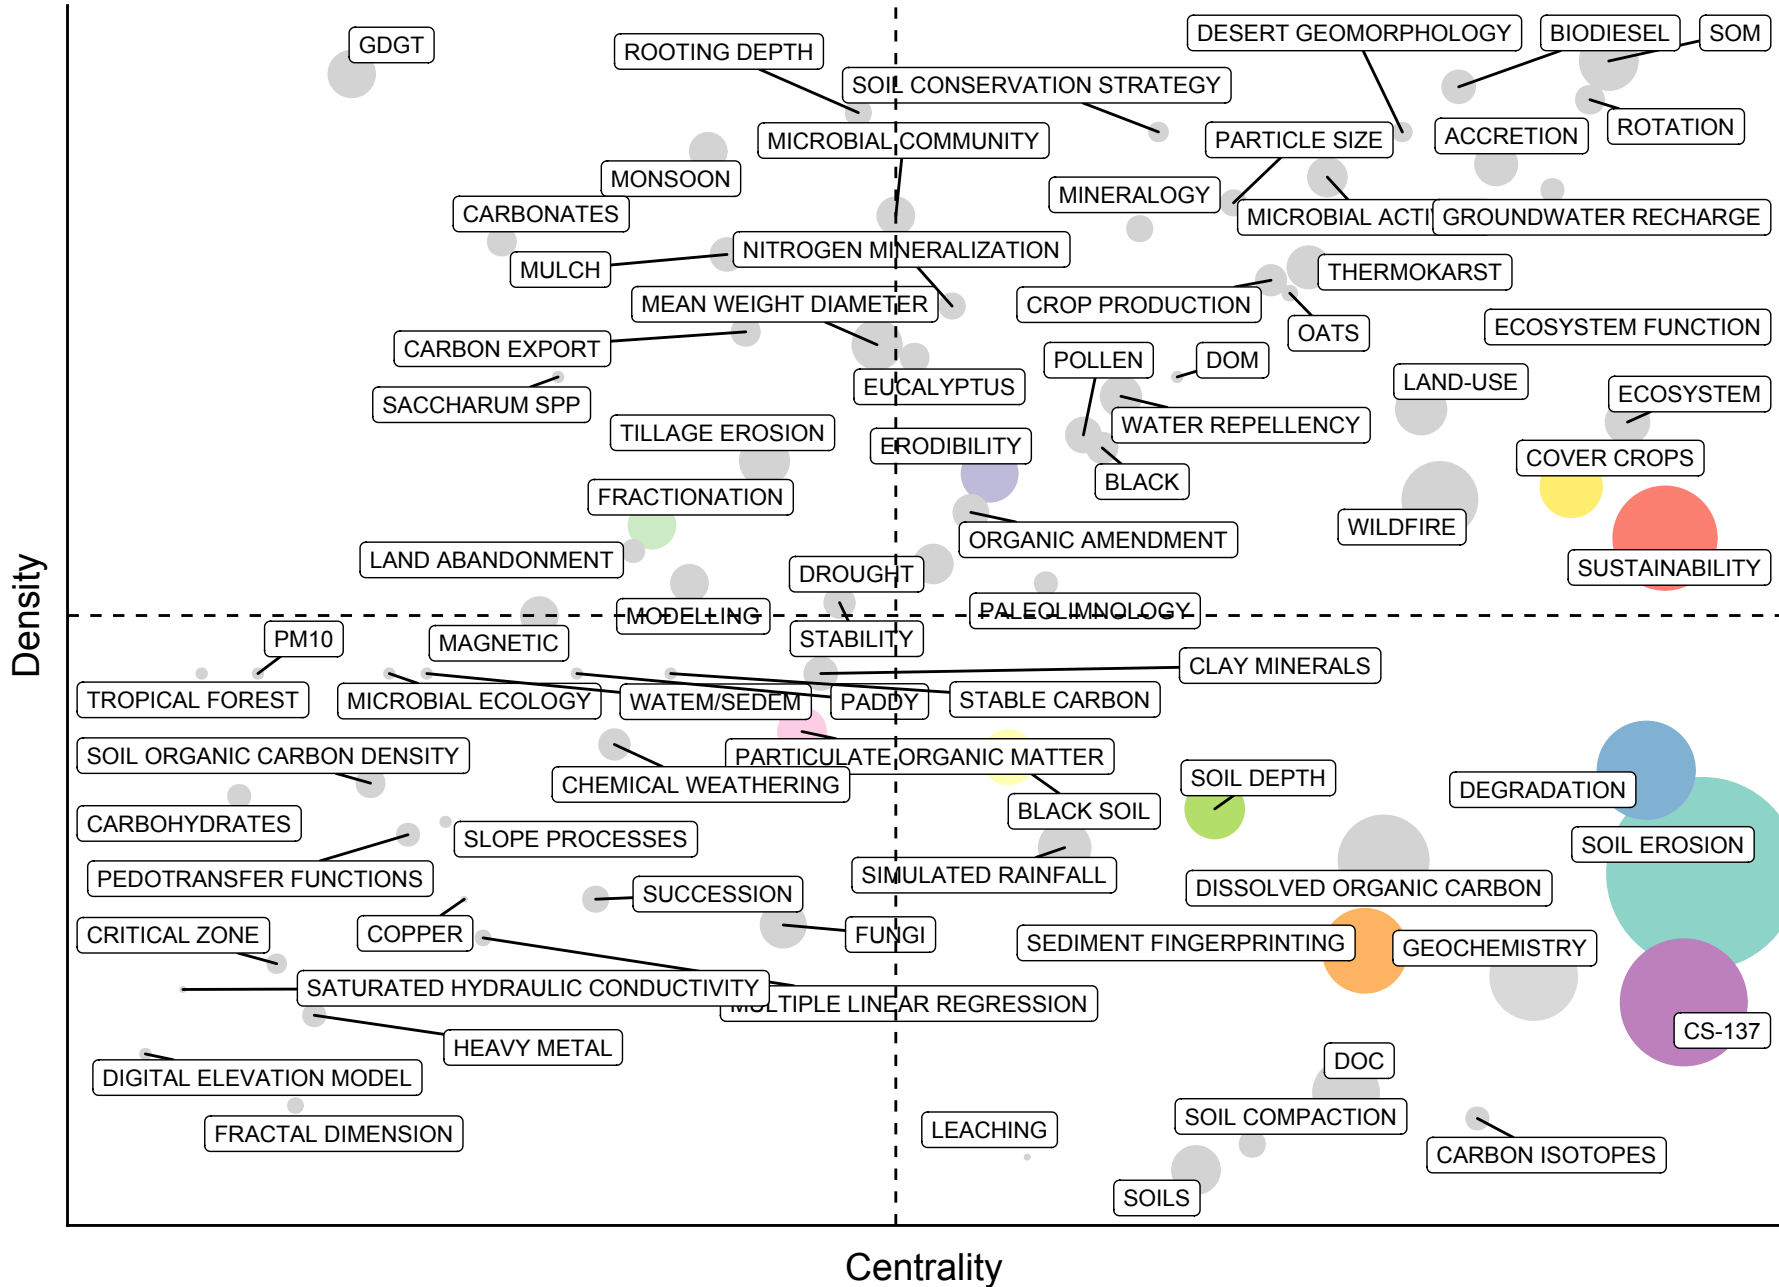 GDGT
ROOTING DEPTH
DESERT GEOMORPHOLOGY
BIODIESEL
SOM
SOIL CONSERVATION STRATEGY
MICROBIAL COMMUNITY
PARTICLE SIZE
ACCRETION
ROTATION
MONSOON
MINERALOGY
CARBONATES
MICROBIAL ACTI
GROUNDWATER RECHARGE
MULCH
NITROGEN MINERALIZATION
THERMOKARST
MEAN WEIGHT DIAMETER
CROP PRODUCTION
OATS
ECOSYSTEM FUNCTION
CARBON EXPORT
POLLEN
DOM
EUCALYPTUS
LAND-USE
ECOSYSTEM
SACCHARUM SPP
TILLAGE EROSION
ERODIBILITY
WATER REPELLENCY
COVER CROPS
BLACK
FRACTIONATION
WILDFIRE
ORGANIC AMENDMENT
LAND ABANDONMENT
DROUGHT
SUSTAINABILITY
MODELLING
PALEOLIMNOLOGY
Density
PM10
MAGNETIC
STABILITY
CLAY MINERALS
TROPICAL FOREST
MICROBIAL ECOLOGY
WATEM/SEDEM
PADDY
STABLE CARBON
SOIL ORGANIC CARBON DENSITY
PARTICULATE ORGANIC MATTER
CHEMICAL WEATHERING
SOIL DEPTH
DEGRADATION
BLACK SOIL
CARBOHYDRATES
SLOPE PROCESSES
SOIL EROSION
PEDOTRANSFER FUNCTIONS
SIMULATED RAINFALL
DISSOLVED ORGANIC CARBON
SUCCESSION
CRITICAL ZONE
COPPER
FUNGI
SEDIMENT FINGERPRINTING
GEOCHEMISTRY
SATURATED HYDRAULIC CONDUCTIVITY
MULTIPLE LINEAR REGRESSION
CS-137
HEAVY METAL
DOC
DIGITAL ELEVATION MODEL
SOIL COMPACTION
FRACTAL DIMENSION
LEACHING
CARBON ISOTOPES
SOILS
Centrality